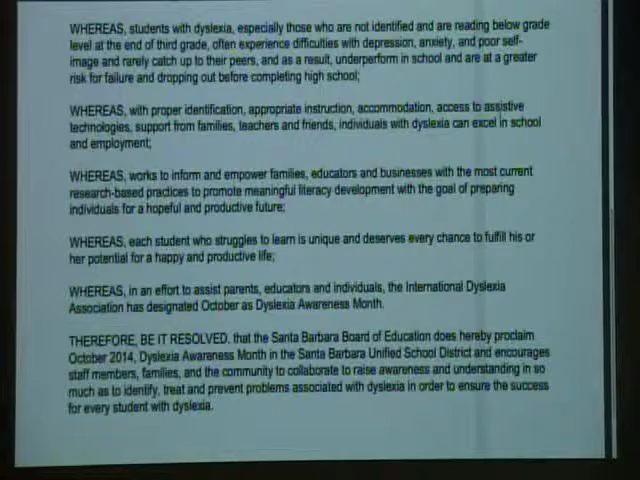 WHEREAS, students with dyslexia, especially those who are not identified and are reading below grade
level at the end of third grade, often experience difficulties with depression, anxiety, and poor self-
image and rarely catch up to their peers, and as a result, underperform in school and are at a greater
risk for failure and dropping out before completing high school;
WHEREAS, with proper identification, appropriate instruction, accommodation, access to assistive
technologies, support from families, teachers and friends, individuals with dyslexia can excel in school
and employment;
WHEREAS, works to inform and empower families, educators and businesses with the most current
research-based practices to promote meaningful literacy development with the goal of preparing
individuals for a hopeful and productive future;
WHEREAS, each student who struggles to learn is unique and deserves every chance to fulfill his or
her potential for a happy and productive life;
WHEREAS, in an effort to assist parents, educators and individuals, the International Dyslexia
Association has designated October as Dyslexia Awareness Month.
THEREFORE, BE IT RESOLVED, that the Santa Barbara Board of Education does hereby proclaim
October 2014, Dyslexia Awareness Month in the Santa Barbara Unified School District and encourages
staff members, families, and the community to collaborate to raise awareness and understanding in so
much as to identify, treat and prevent problems associated with dyslexia in order to ensure the success
for every student with dyslexia.